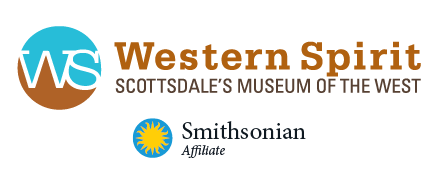 WS
Western Spirit
SCOTTSDALE'S MUSEUM OF THE WEST
Smithsonian
Affiliate